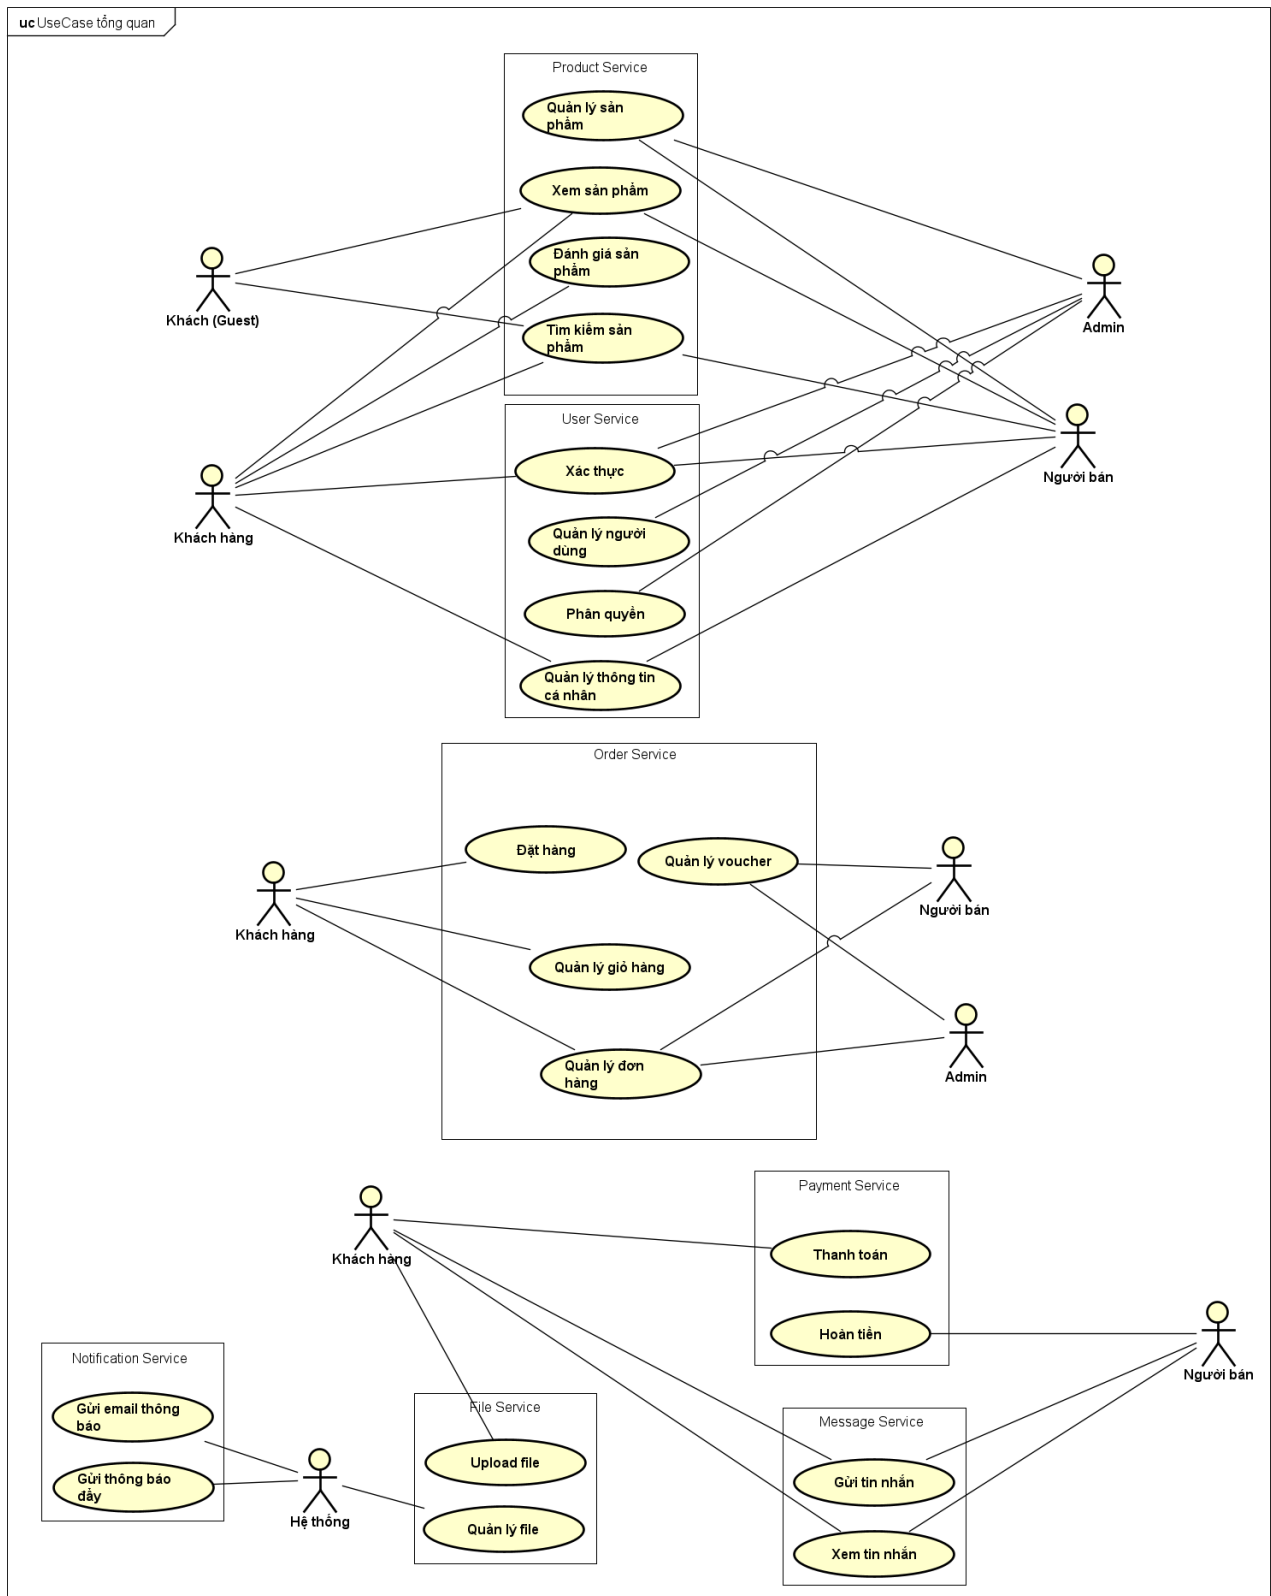 uc UseCase tổng quan
Product Service
Quản lý sản
phẩm
Xem sản phẩm
Đánh giá sản
phẩm
Tìm kiếm sản
phẩm
Khách (Guest)
Admin
User Service
Xác thực
Quản lý người
dùng
Phân quyền
Quản lý thông tin
cá nhân
Khách hàng
Người bán
Order Service
Đặt hàng
Quản lý voucher
Quản lý giỏ hàng
Quản lý đơn
hàng
Khách hàng
Người bán
Admin
Khách hàng
Payment Service
Thanh toán
Hoàn tiền
Người bán
Notification Service
Gửi email thông
báo
Gửi thông báo
đẩy
Hệ thống
File Service
Upload file
Quản lý file
Message Service
Gửi tin nhắn
Xem tin nhắn